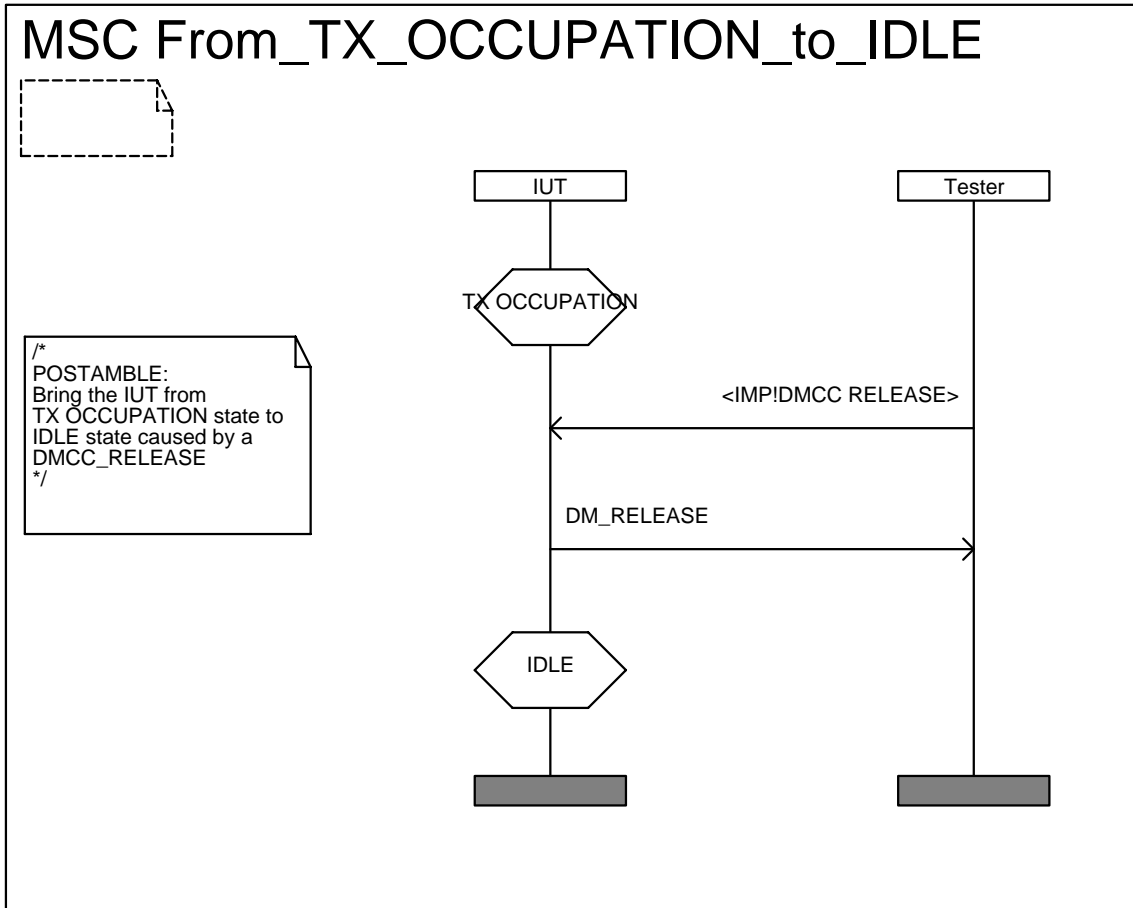 MSC From_TX_OCCUPATION_to_IDLE
IUT
Tester
TX OCCUPATION
/*
POSTAMBLE:
Bring the IUT from
TX OCCUPATION state to
IDLE state caused by a
DMCC_RELEASE
*/
<IMP!DMCC RELEASE>
DM_RELEASE
IDLE